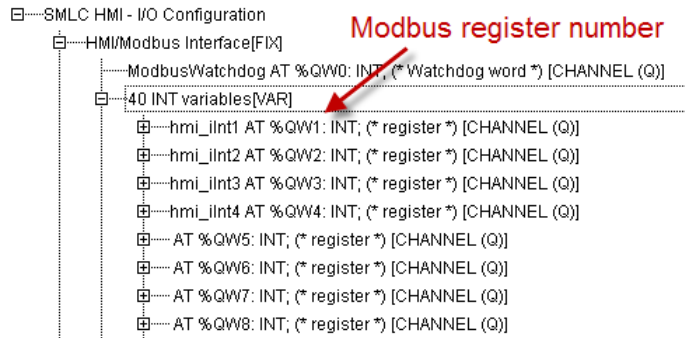 SMLC HMI - I/O Configuration
Modbus register number
HMI/Modbus Interface[FIX]
ModbusWatchdog AT %QW0: INT; (* Watchdog word *) [CHANNEL (Q)]
40 INT variables[VAR]
hmi_iInt1 AT %QW1: INT; (* register *) [CHANNEL (Q)]
hmi_iInt2 AT %QW2: INT; (* register *) [CHANNEL (Q)]
hmi_iInt3 AT %QW3: INT; (* register *) [CHANNEL (Q)]
hmi_iInt4 AT %QW4: INT; (* register *) [CHANNEL (Q)]
AT %QW5: INT; (* register *) [CHANNEL (Q)]
AT %QW6: INT; (* register *) [CHANNEL (Q)]
AT %QW7: INT; (* register *) [CHANNEL (Q)]
AT %QW8: INT; (* register *) [CHANNEL (Q)]